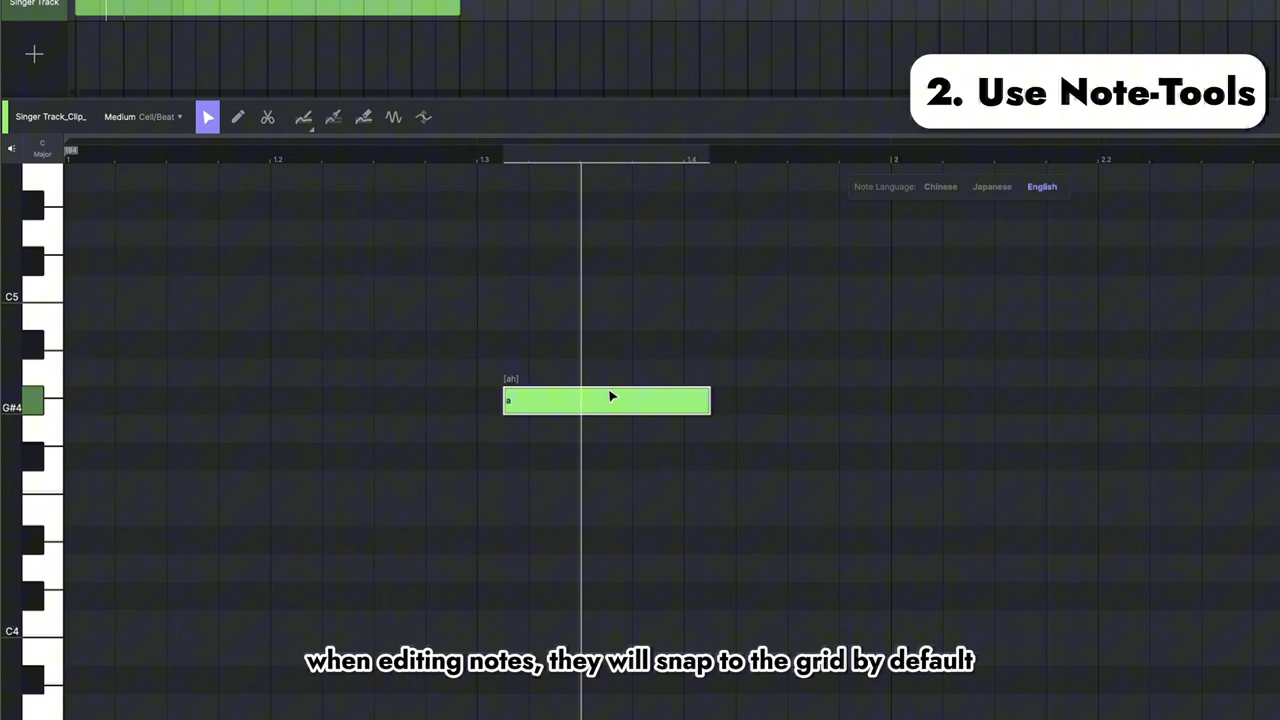 Singer Track
2. Use Note-Tools
Singer Track_Clip_
Medium Cell/Beat
C
Major
194
1
1.2
1.3
1.4
2
2.2
Note Language: Chinese Japanese English
C5
[ah]
a
G#4
C4
when editing notes, they will snap to the grid by default